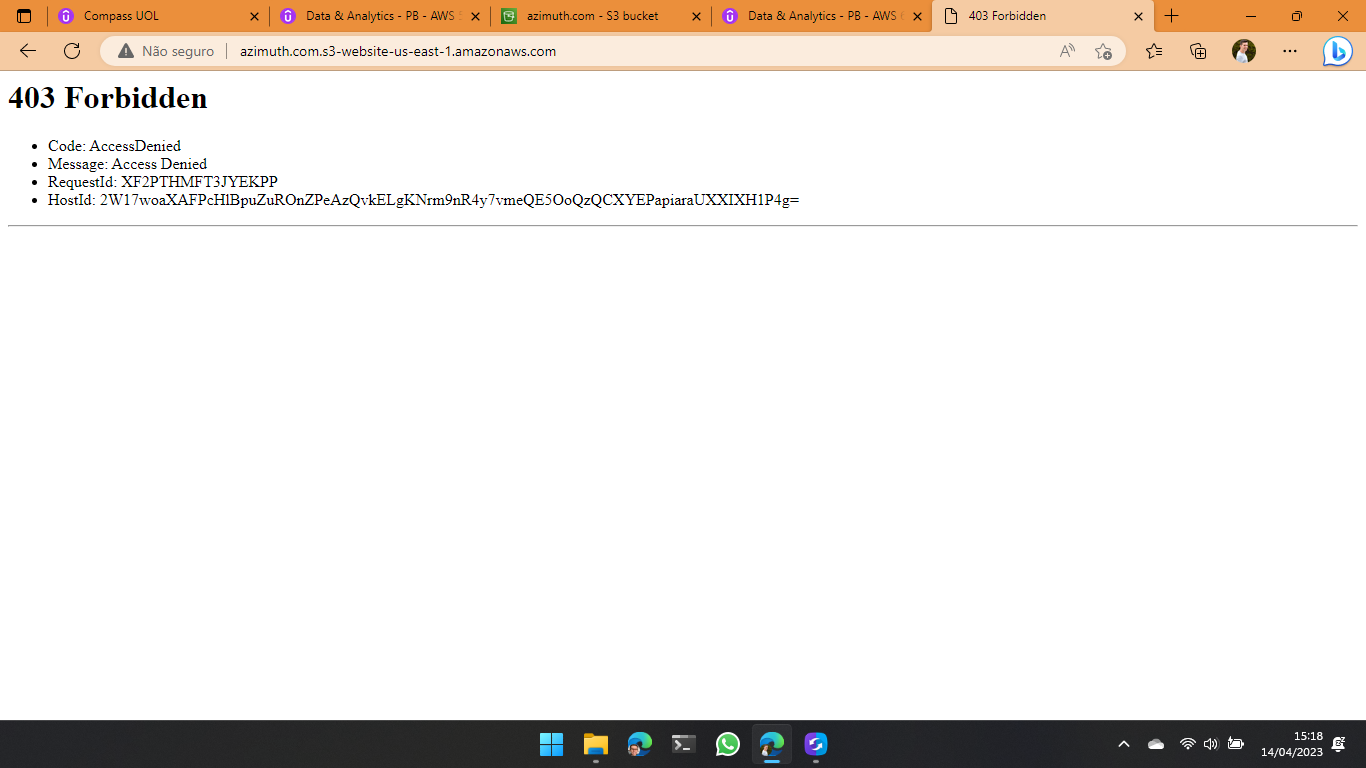 Compass UOL
Data & Analytics - PB - AWS
azimuth.com - S3 bucket
Data & Analytics - PB - AWS
403 Forbidden
Não seguro
azimuth.com.s3-website-us-east-1.amazonaws.com
403 Forbidden
Code: AccessDenied
Message: Access Denied
RequestId: XF2PTHMFT3JYEKPP
HostId: 2W17woaXAFPcHlBpuZuROnZPeAzQvkELgKNrm9nR4y7vmeQE5OoQzQCXYEPapiaraUXXIXH1P4g=
15:18
14/04/2023